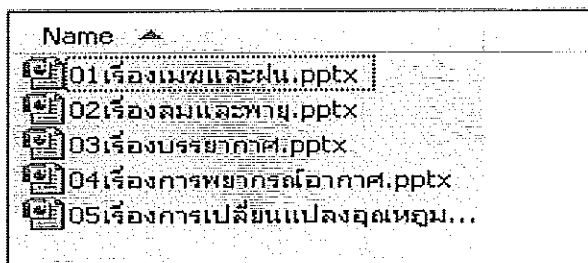 Name
01เรื่องเมฆและฝน.pptx
02เรื่องลมและพายุ.pptx
03เรื่องบรรยากาศ.pptx
04เรื่องการพยากรณ์อากาศ.pptx
05เรื่องการเปลี่ยนแปลงอุณหภูม...